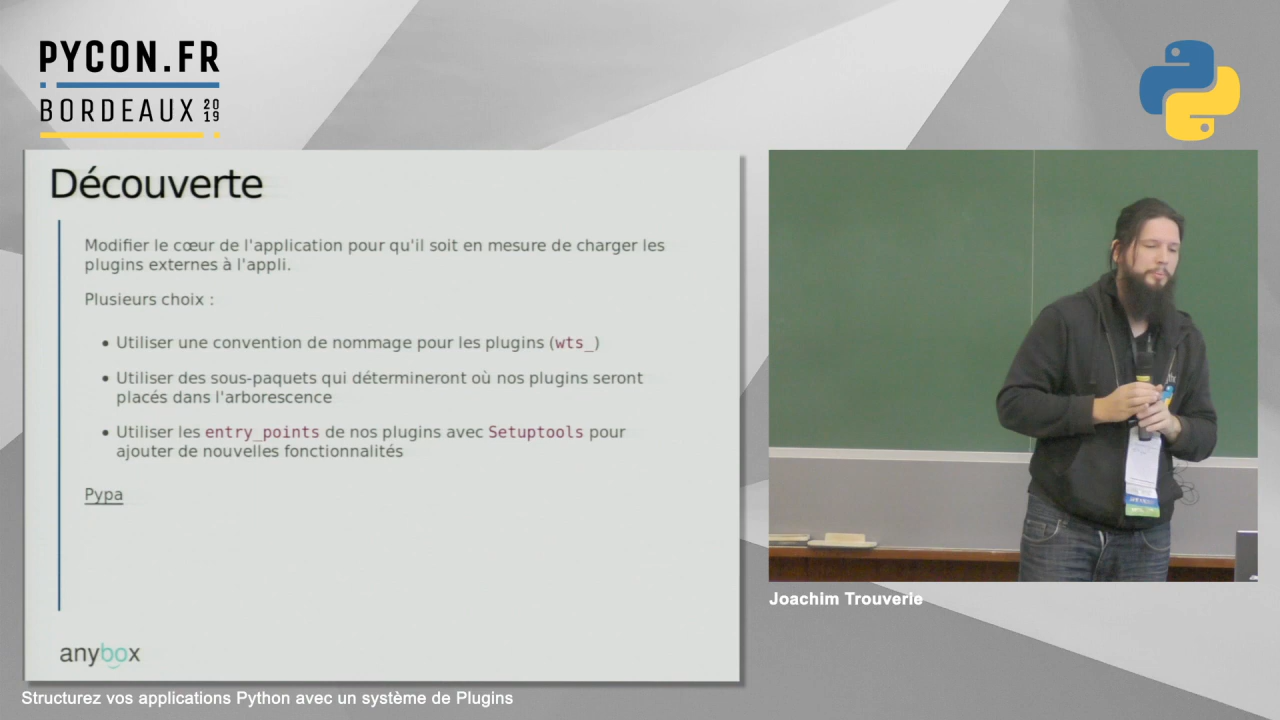 PYCON.FR
BORDEAUX 2019
Découverte
Modifier le cœur de l'application pour qu'il soit en mesure de charger les
plugins externes à l'appli.
Plusieurs choix :
• Utiliser une convention de nommage pour les plugins (wts_)
• Utiliser des sous-paquets qui détermineront où nos plugins seront
placés dans l'arborescence
• Utiliser les entry_points de nos plugins avec Setuptools pour
ajouter de nouvelles fonctionnalités
Pypa
anybox
Joachim Trouverie
Structurez vos applications Python avec un système de Plugins